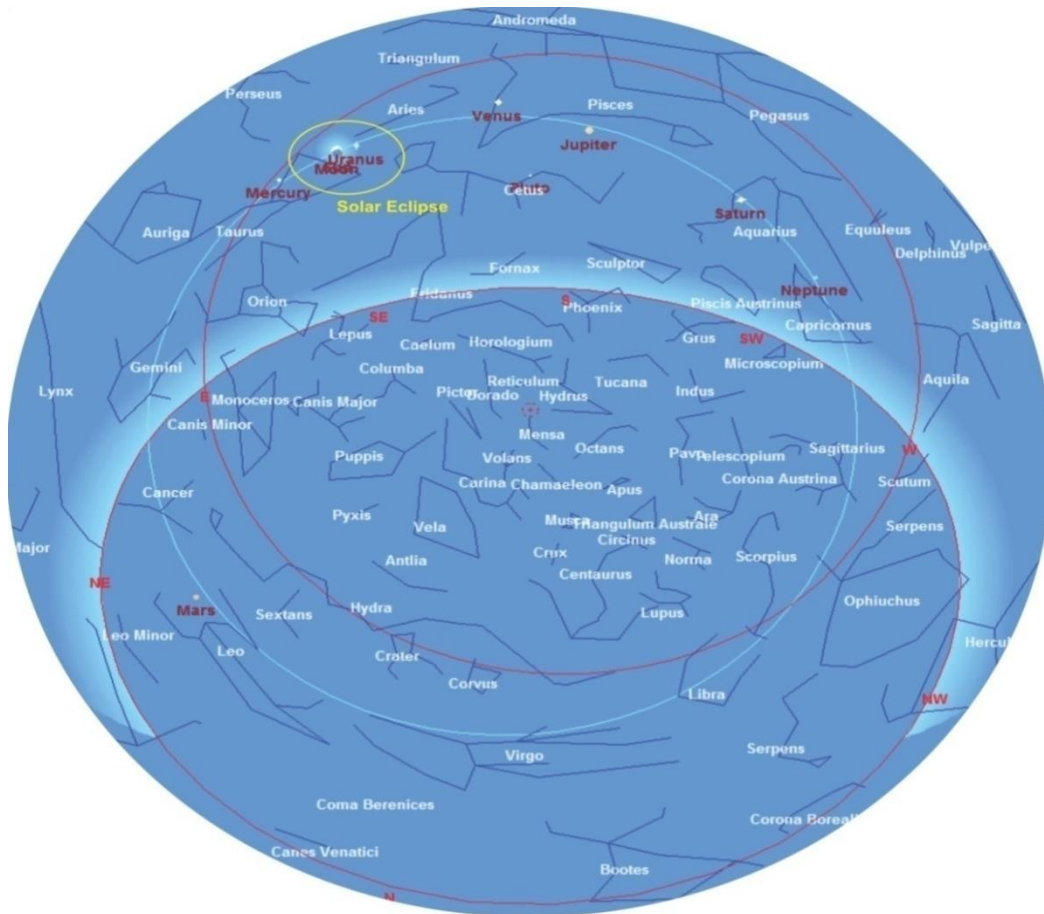 Andromeda
Triangulum
Perseus
Aries
Pisces
Venus
Pegasus
Jupiter
Uranus
Moon
Mercury
Pluto
Cetus
Solar Eclipse
Saturn
Auriga
Taurus
Aquarius
Equuleus
Delphinus
Vulpe
Fornax
Sculptor
Neptune
Orion
Eridanus
S
Phoenix
Piscis Austrinus
SE
Capricornus
Sagitta
Lepus
Caelum
Horologium
Grus
SW
Gemini
Columba
Microscopium
Lynx
Reticulum
Tucana
Aquila
E
Monoceros
Canis Major
Pictor
Dorado
Hydrus
Indus
Canis Minor
Mensa
Puppis
Volans
Octans
Pavo
Telescopium
Sagittarius
W
Cancer
Carina
Chamaeleon
Apus
Corona Austrina
Scutum
Pyxis
Vela
Musca
Triangulum Australe
Ara
Serpens
Circinus
Major
Antlia
Crux
Norma
Scorpius
Centaurus
NE
Mars
Sextans
Hydra
Lupus
Ophiuchus
Leo Minor
Leo
Hercul
Crater
Corvus
Libra
NW
Virgo
Serpens
Coma Berenices
Corona Boreali
Canes Venatici
Bootes
N